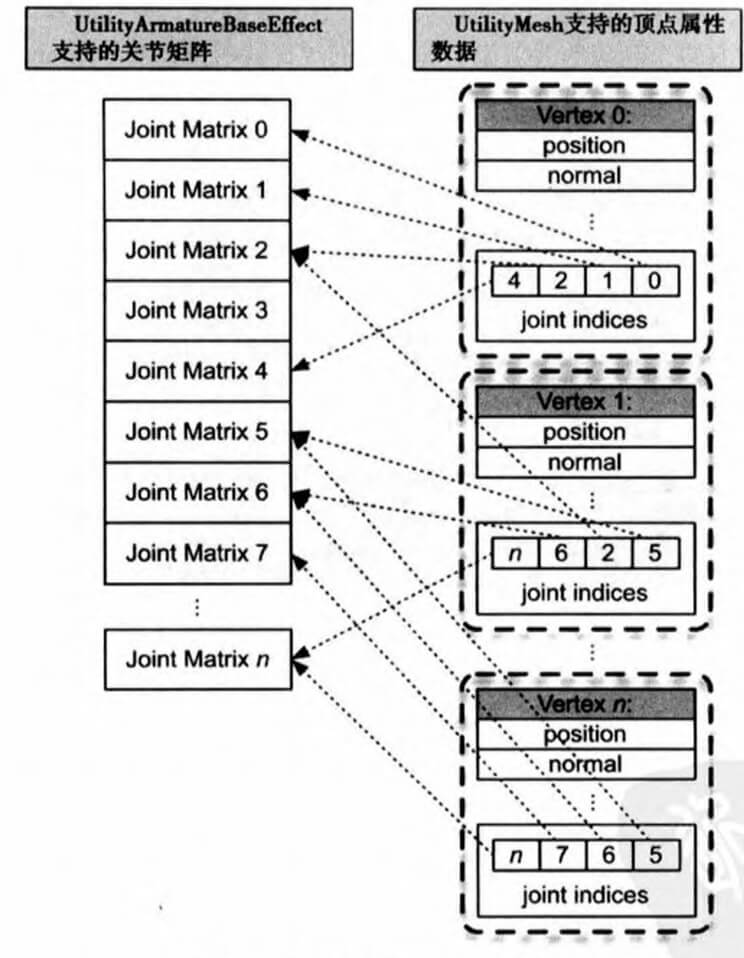 UtilityArmatureBaseEffect
支持的关节矩阵
Joint Matrix 0
Joint Matrix 1
Joint Matrix 2
Joint Matrix 3
Joint Matrix 4
Joint Matrix 5
Joint Matrix 6
Joint Matrix 7
⋮
Joint Matrix n
UtilityMesh支持的顶点属性
数据
Vertex 0:
position
normal
⋮
4 2 1 0
joint indices
Vertex 1:
position
normal
⋮
n 6 2 5
joint indices
⋮
Vertex n:
position
normal
⋮
n 7 6 5
joint indices